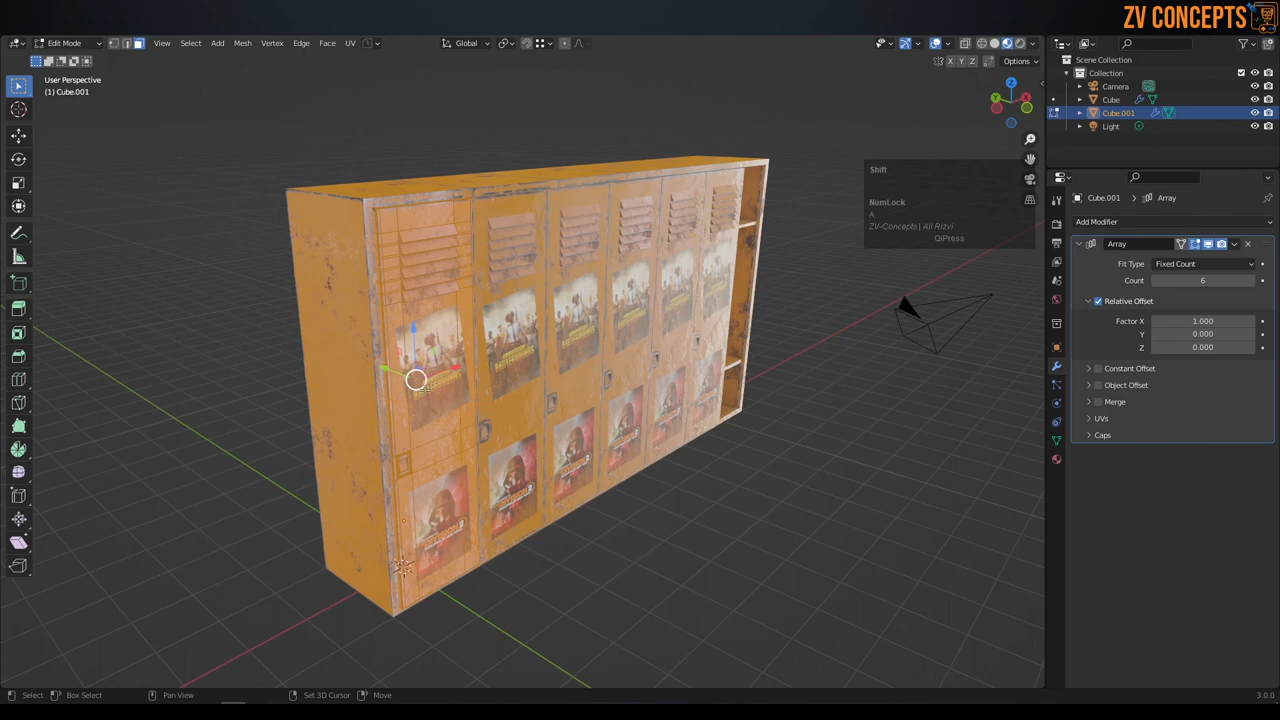 ZV CONCEPTS
Edit Mode
View
Select
Add
Mesh
Vertex
Edge
Face
UV
Global
X
Y
Z
Options
User Perspective
(1) Cube.001
Z
Y
X
Shift
NumLock
A
ZV-Concepts | Ali Rizvi
QiPress
Scene Collection
Collection
Camera
Cube
Cube.001
Light
Cube.001
Array
Add Modifier
Array
Fit Type
Fixed Count
Count
6
Relative Offset
Factor X
1.000
Y
0.000
Z
0.000
Constant Offset
Object Offset
Merge
UVs
Caps
Select
Box Select
Pan View
Set 3D Cursor
Move
3.0.0